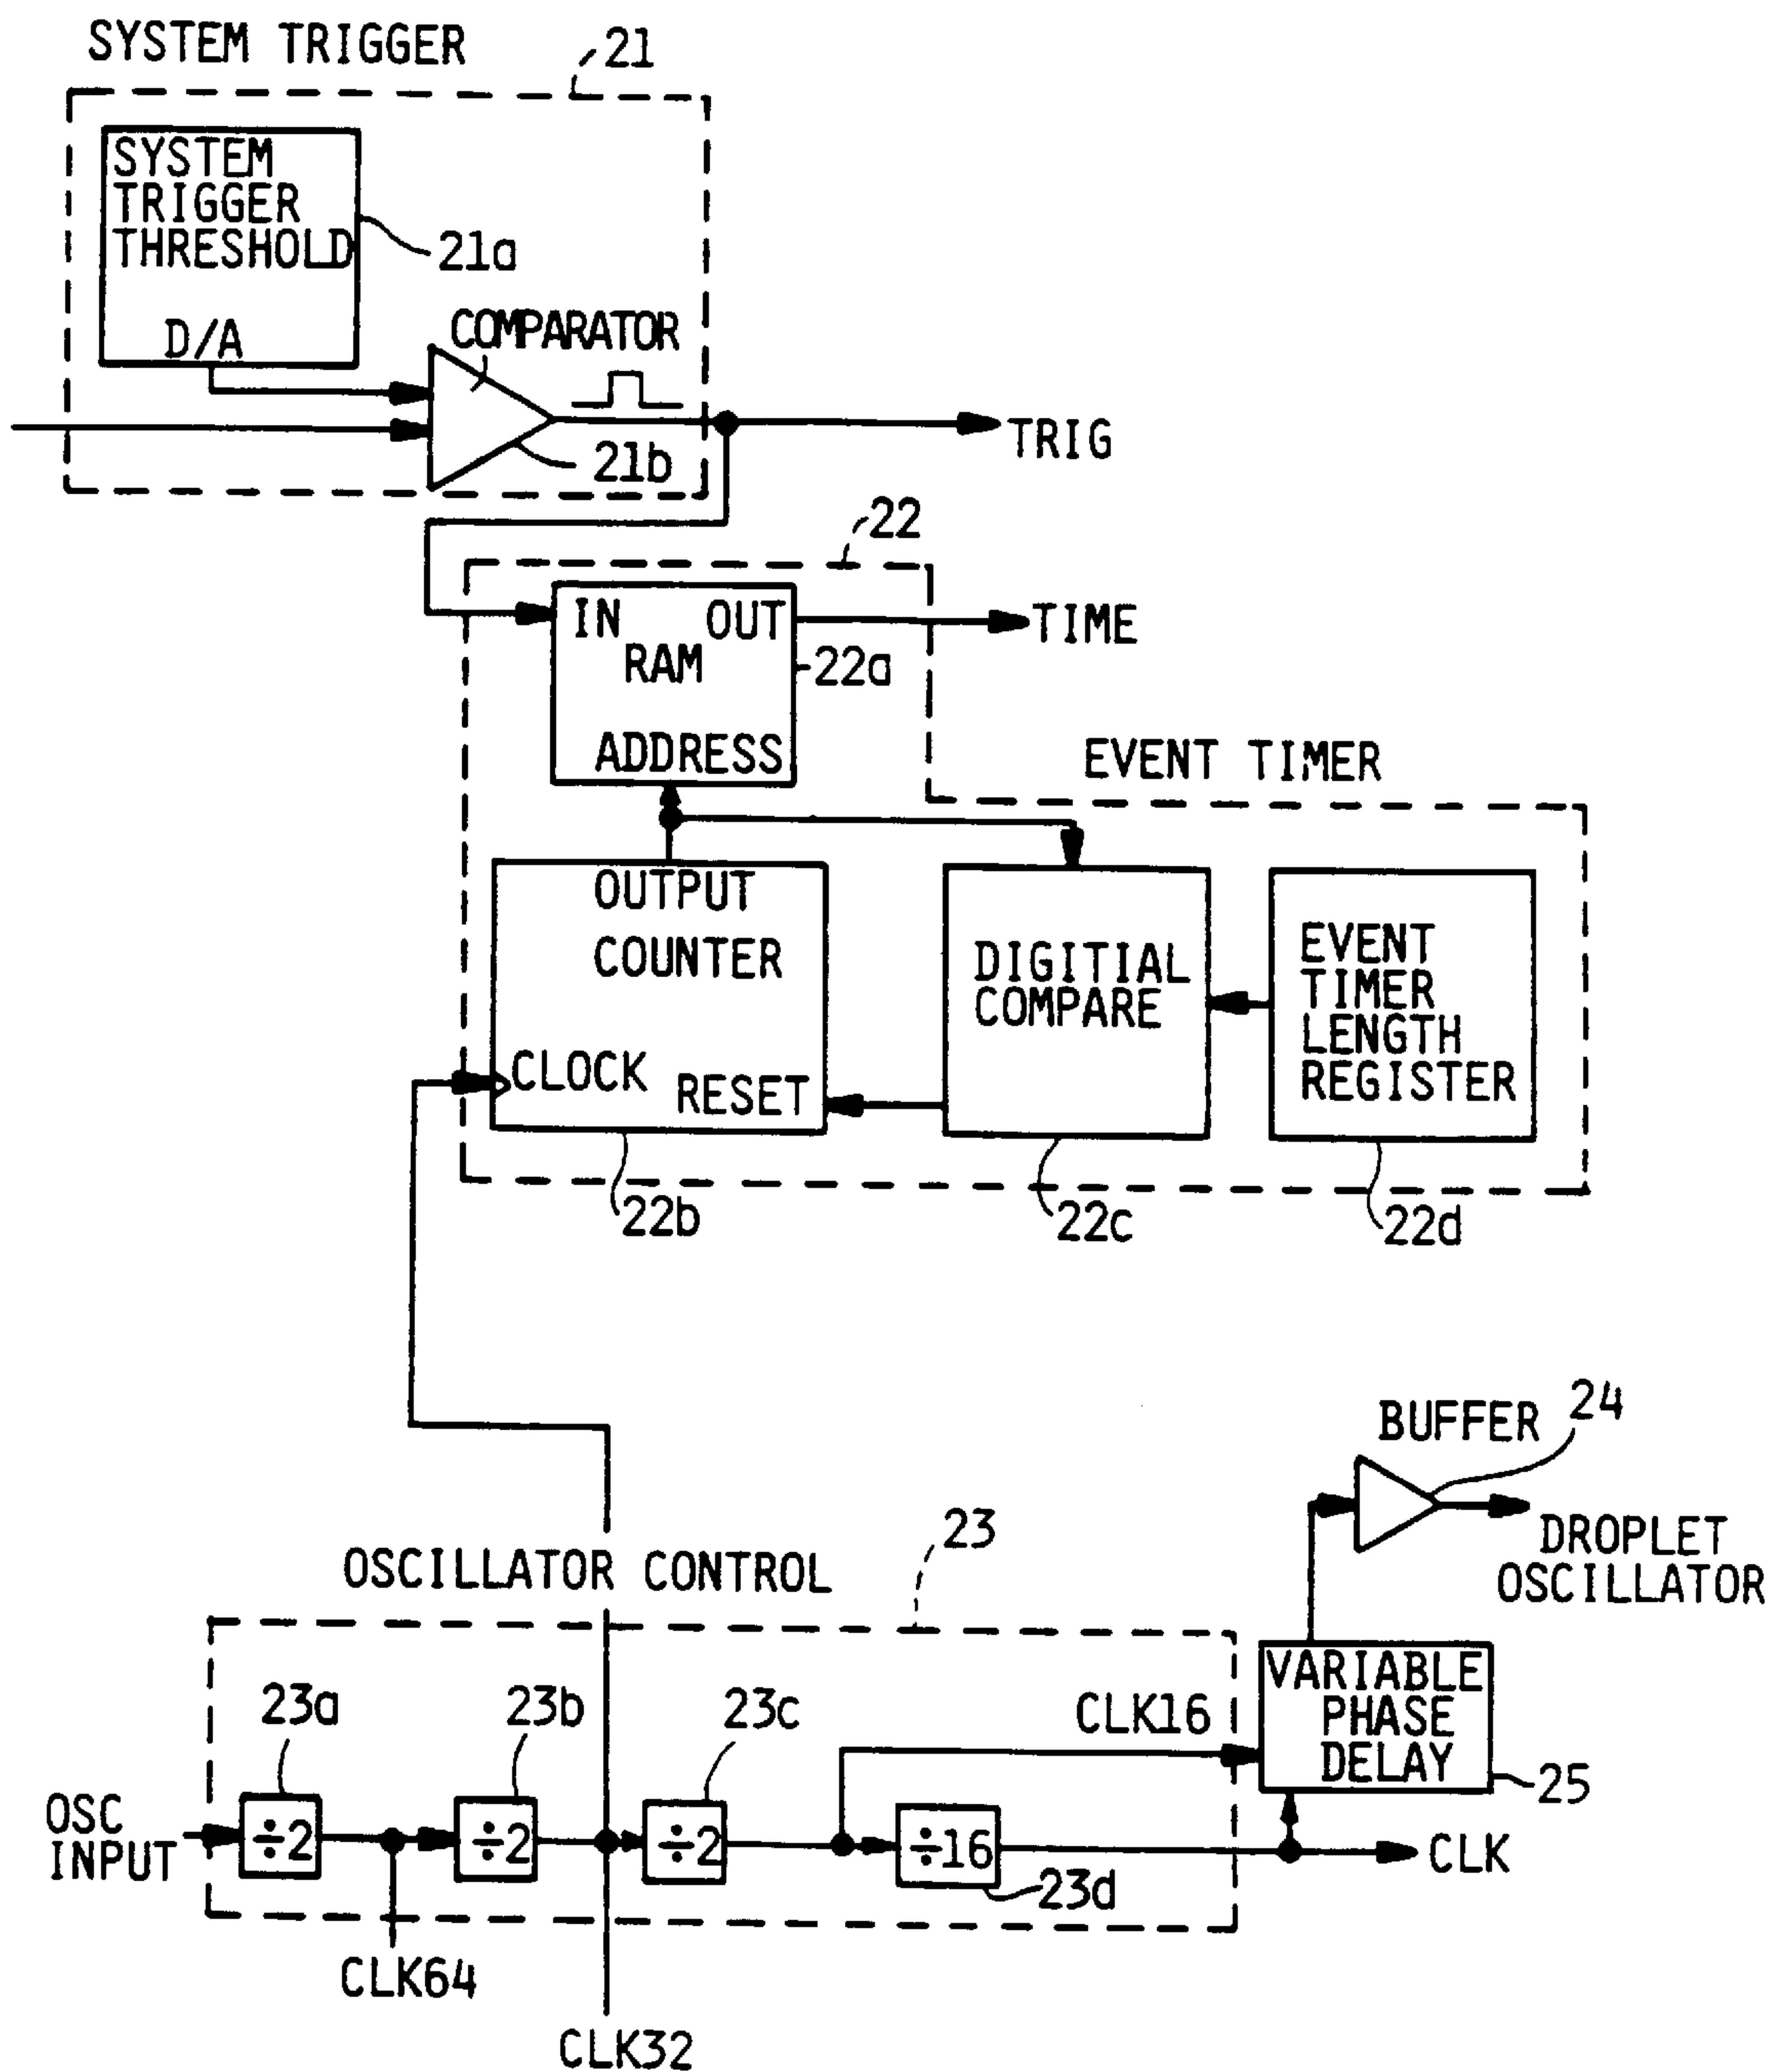 SYSTEM TRIGGER
21
SYSTEM
TRIGGER
THRESHOLD
21a
D/A
COMPARATOR
21b
TRIG
22
IN OUT
RAM
TIME
22a
ADDRESS
EVENT TIMER
OUTPUT
COUNTER
CLOCK
RESET
DIGITIAL
COMPARE
EVENT
TIMER
LENGTH
REGISTER
22b
22c
22d
BUFFER
24
DROPLET
OSCILLATOR
OSCILLATOR CONTROL
23
23a
23b
23c
CLK16
VARIABLE
PHASE
DELAY
25
OSC
INPUT
÷2
÷2
÷2
÷16
CLK
23d
CLK64
CLK32